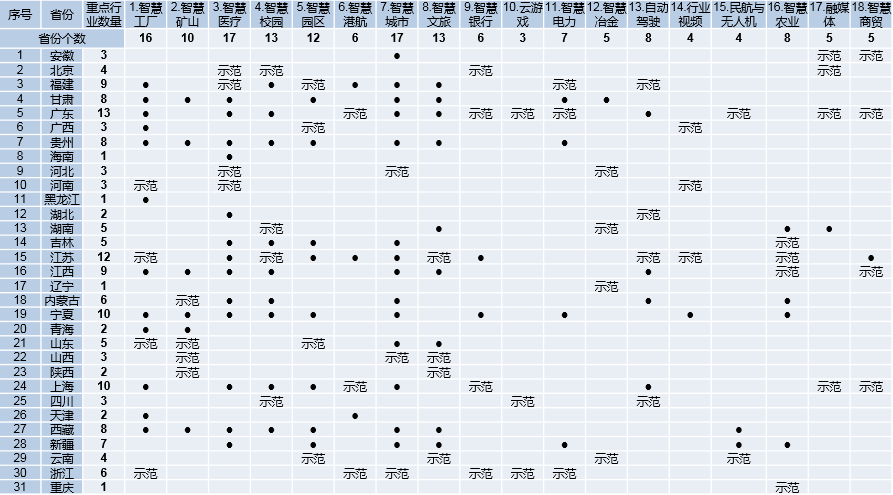 序号 省份 重点行业数量 1.智慧工厂 2.智慧矿山 3.智慧医疗 4.智慧校园 5.智慧园区 6.智慧港航 7.智慧城市 8.智慧文旅 9.智慧银行 10.云游戏 11.智慧电力 12.智慧冶金 13.自动驾驶 14.行业视频 15.民航与无人机 16.智慧农业 17.融媒体 18.智慧商贸
省份个数 16 10 17 13 12 6 17 13 5 3 7 5 8 4 4 8 5 5
1 安徽 3 ● 示范 示范
2 北京 4 示范 示范 示范 示范
3 福建 9 ● 示范 ● 示范 ● ● ● 示范 示范
4 甘肃 8 ● ● ● ● ● ● ● ●
5 广东 13 ● ● ● 示范 ● ● 示范 示范 示范 ● 示范 示范 示范
6 广西 3 ● 示范 示范
7 贵州 8 ● ● ● ● ● ● ● ●
8 海南 1 ●
9 河北 3 示范 示范 示范
10 河南 3 示范 示范 示范
11 黑龙江 1 ●
12 湖北 2 ● 示范
13 湖南 5 示范 ● 示范 ● ●
14 吉林 5 ● ● ● ● 示范
15 江苏 12 示范 ● 示范 ● ● ● 示范 ● 示范 示范 示范 ●
16 江西 9 ● ● ● ● ● ● ● 示范 示范
17 辽宁 1 示范
18 内蒙古 6 示范 ● ● ● ● ●
19 宁夏 10 ● ● ● ● ● ● ● ● ● ●
20 青海 2 ● ●
21 山东 5 示范 示范 示范 ● ●
22 山西 3 示范 示范 示范
23 陕西 2 示范 示范
24 上海 10 ● ● ● ● 示范 ● 示范 ● 示范 示范
25 四川 3 示范 示范 示范
26 天津 2 ● ●
27 西藏 8 ● ● ● ● ● ● ● ●
28 新疆 7 ● ● ● ● ● ● ●
29 云南 4 示范 示范 示范 示范
30 浙江 6 示范 示范 示范 示范 示范 示范
31 重庆 1 示范